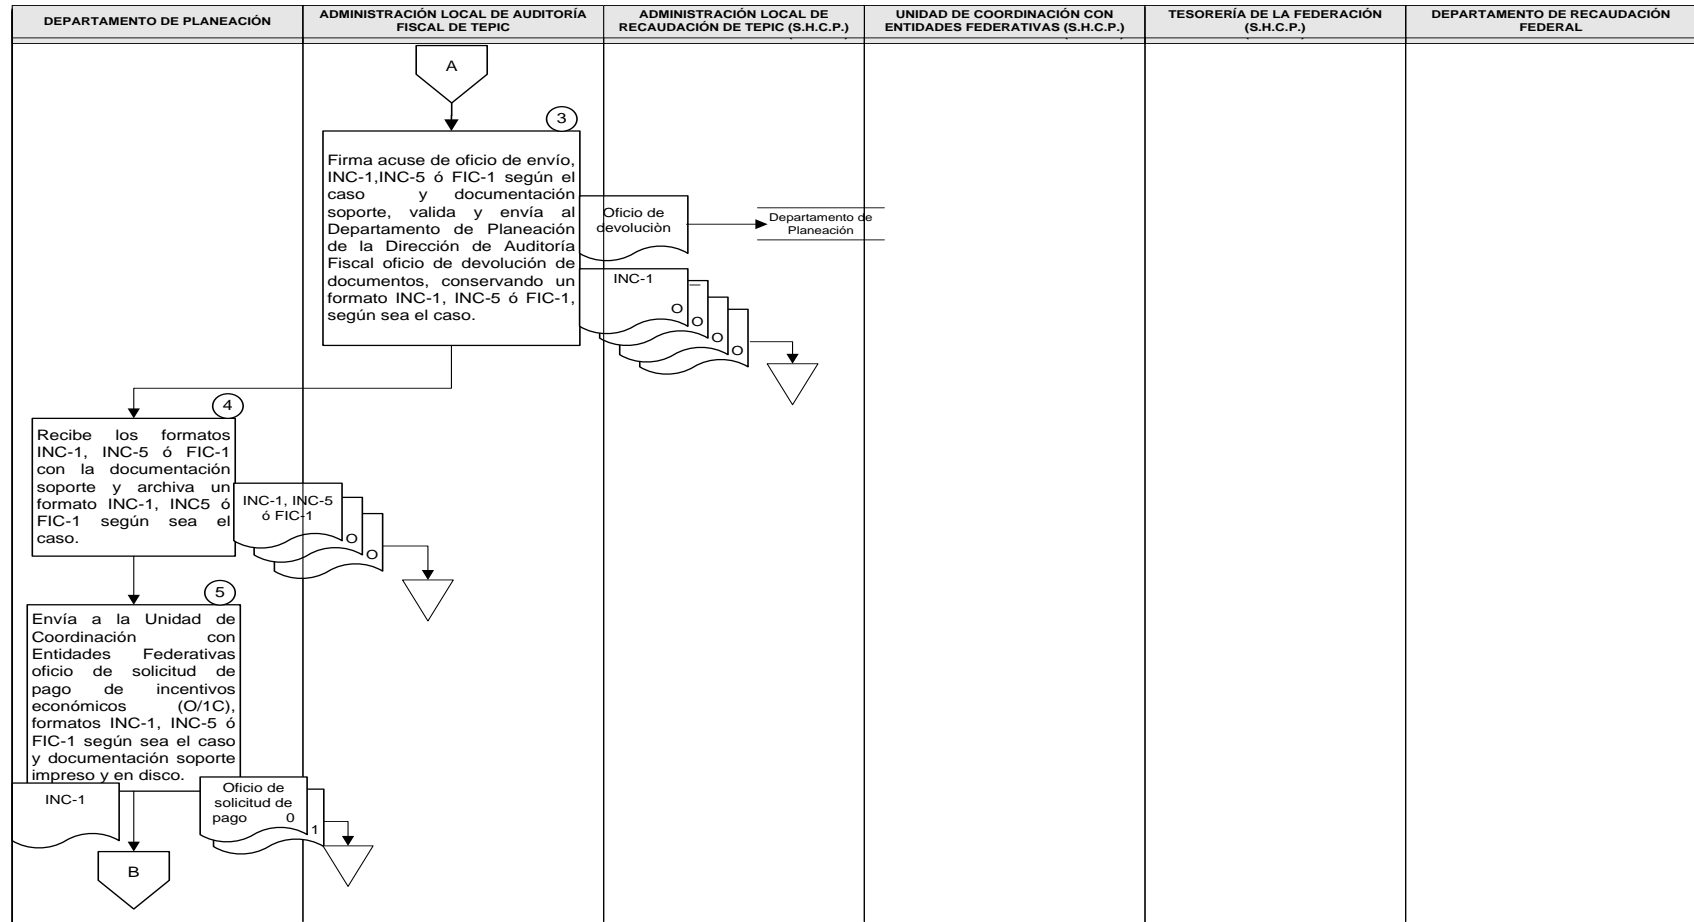 DEPARTAMENTO DE PLANEACIÓN
ADMINISTRACIÓN LOCAL DE AUDITORÍA
FISCAL DE TEPIC
ADMINISTRACIÓN LOCAL DE
RECAUDACIÓN DE TEPIC (S.H.C.P.)
UNIDAD DE COORDINACIÓN CON
ENTIDADES FEDERATIVAS (S.H.C.P.)
TESORERÍA DE LA FEDERACIÓN
(S.H.C.P.)
DEPARTAMENTO DE RECAUDACIÓN
FEDERAL
A
3
Firma acuse de oficio de envío,
INC-1,INC-5 ó FIC-1 según el
caso y documentación
soporte, valida y envía al
Departamento de Planeación
de la Dirección de Auditoría
Fiscal oficio de devolución de
documentos, conservando un
formato INC-1, INC-5 ó FIC-1,
según sea el caso.
Oficio de
devoluciòn
Departamento de
Planeación
INC-1
O
O
O
O
4
Recibe los formatos
INC-1, INC-5 ó FIC-1
con la documentación
soporte y archiva un
formato INC-1, INC5 ó
FIC-1 según sea el
caso.
INC-1, INC-5
ó FIC-1
O
O
5
Envía a la Unidad de
Coordinación con
Entidades Federativas
oficio de solicitud de
pago de incentivos
económicos (O/1C),
formatos INC-1, INC-5 ó
FIC-1 según sea el caso
y documentación soporte
impreso y en disco.
INC-1
Oficio de
solicitud de
pago 0
1
B